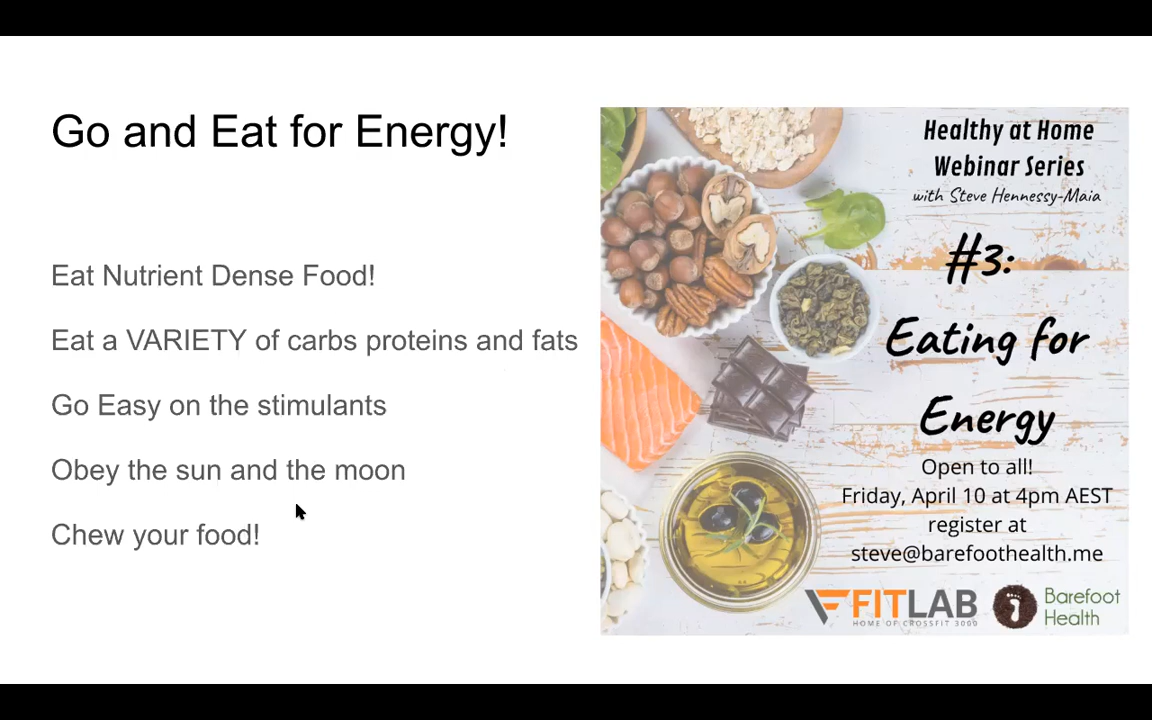 Go and Eat for Energy!
Eat Nutrient Dense Food!
Eat a VARIETY of carbs proteins and fats
Go Easy on the stimulants
Obey the sun and the moon
Chew your food!
Healthy at Home
Webinar Series
with Steve Hennessy-Maia
#3:
Eating for
Energy
Open to all!
Friday, April 10 at 4pm AEST
register at
steve@barefoothealth.me
FITLAB
HOME OF CROSSFIT 3000
Barefoot
Health